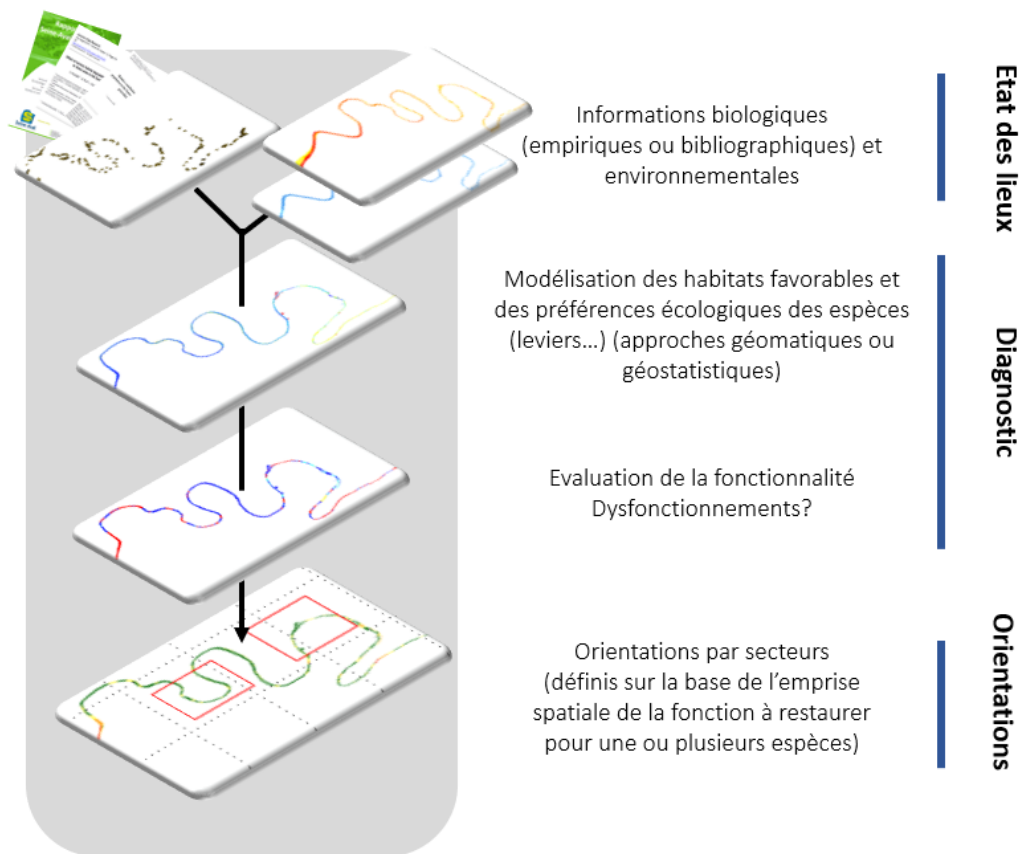 Informations biologiques
(empiriques ou bibliographiques) et
environnementales
Etat des lieux
Modélisation des habitats favorables et
des préférences écologiques des espèces
(leviers...) (approches géomatiques ou
géostatistiques)
Diagnostic
Evaluation de la fonctionnalité
Dysfonctionnements?
Orientations par secteurs
(définis sur la base de l’emprise
spatiale de la fonction à restaurer
pour une ou plusieurs espèces)
Orientations